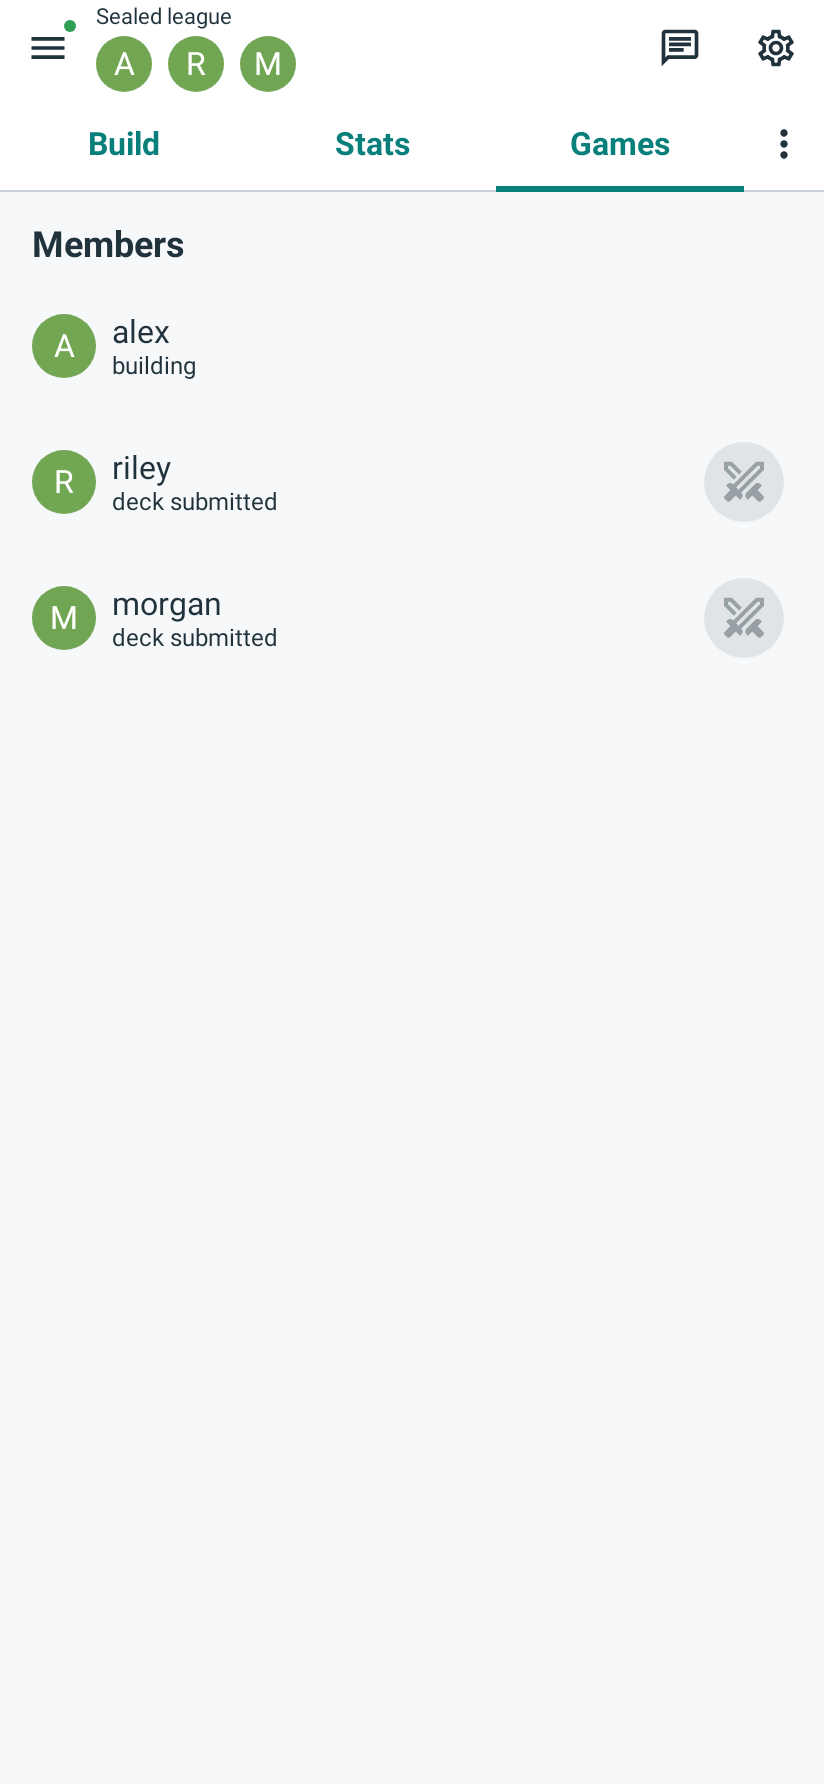 Sealed league
A R M
Build Stats Games
Members
A alex
building
R riley
deck submitted
M morgan
deck submitted